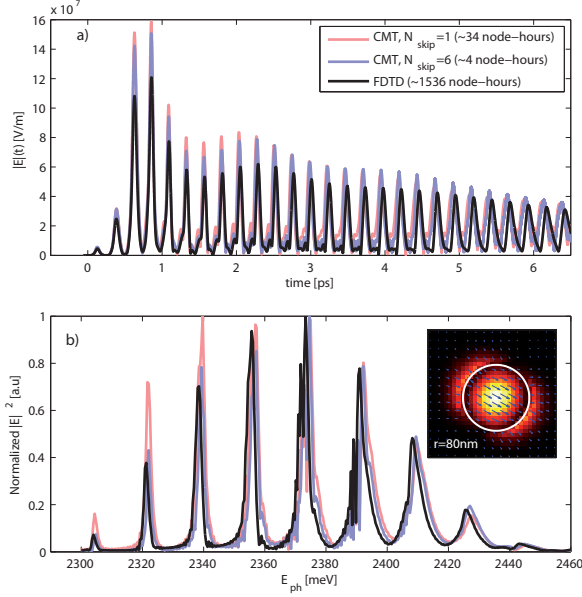 16 x 10⁷
a)
CMT, N skip =1 (~34 node-hours)
CMT, N skip =6 (~4 node-hours)
FDTD (~1536 node-hours)
14
12
10
8
6
4
2
0
|E|(t) [V/m]
0 1 2 3 4 5 6
time [ps]
b)
1
0.8
0.6
0.4
0.2
0
Normalized |E| ² [a.u]
r=80nm
2300 2320 2340 2360 2380 2400 2420 2440 2460
E ph [meV]